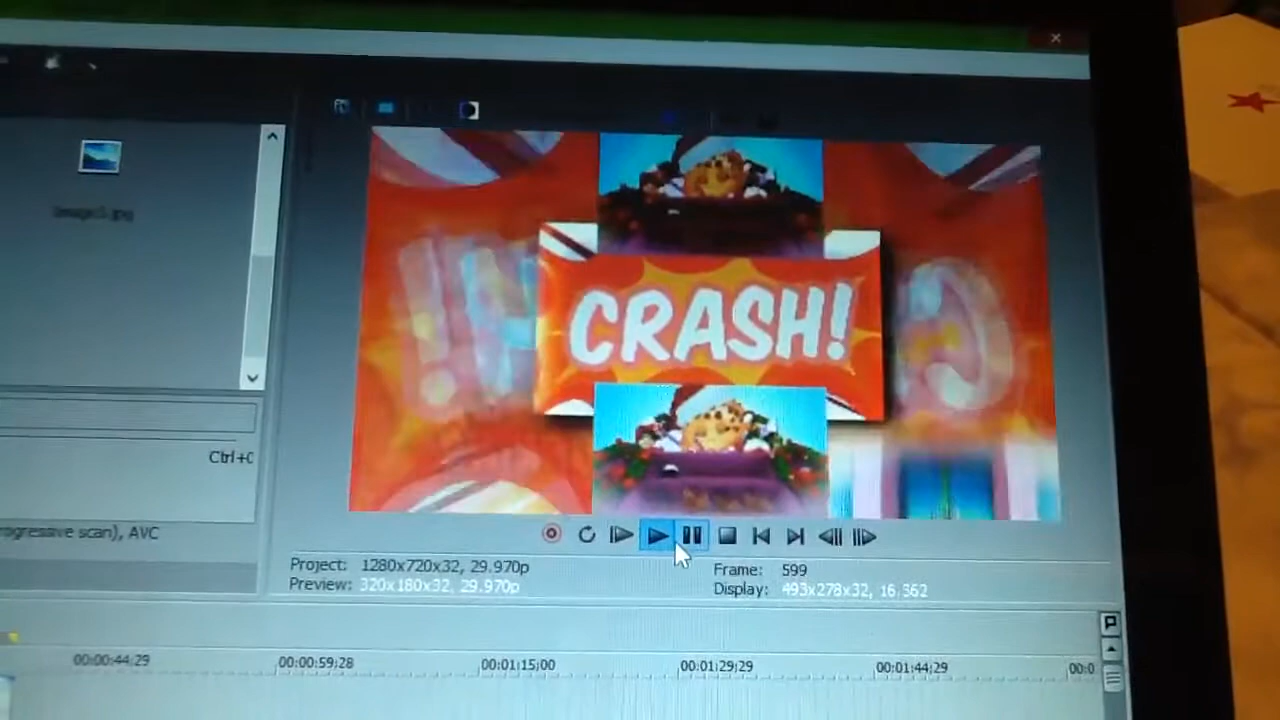 CRASH!
Ctrl+C
rogressive scan), AVC
Project: 1280x720x32, 29.970p
Preview: 320x180x32, 29.970p
Frame: 599
Display: 493x278x32, 16.362
00:00:44;29 00:00:59;28 00:01:15;00 00:01:29;29 00:01:44;29 00:0